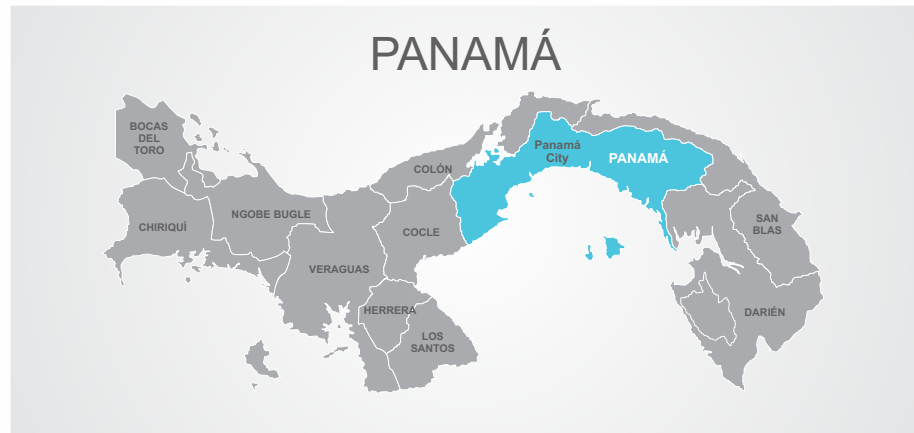 PANAMÁ
BOCAS
DEL
TORO
CHIRIQUÍ
NGOBE BUGLE
VERAGUAS
HERRERA
LOS
SANTOS
COCLE
COLÓN
Panamá
City
PANAMÁ
SAN
BLAS
DARIÉN